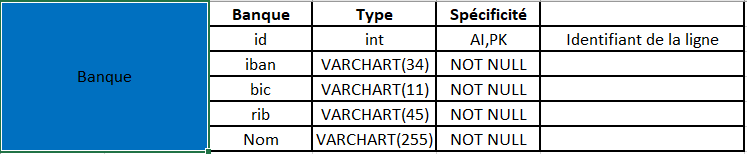 Banque Type Spécificité
id int AI,PK Identifiant de la ligne
iban VARCHART(34) NOT NULL
Banque
bic VARCHART(11) NOT NULL
rib VARCHART(45) NOT NULL
Nom VARCHART(255) NOT NULL